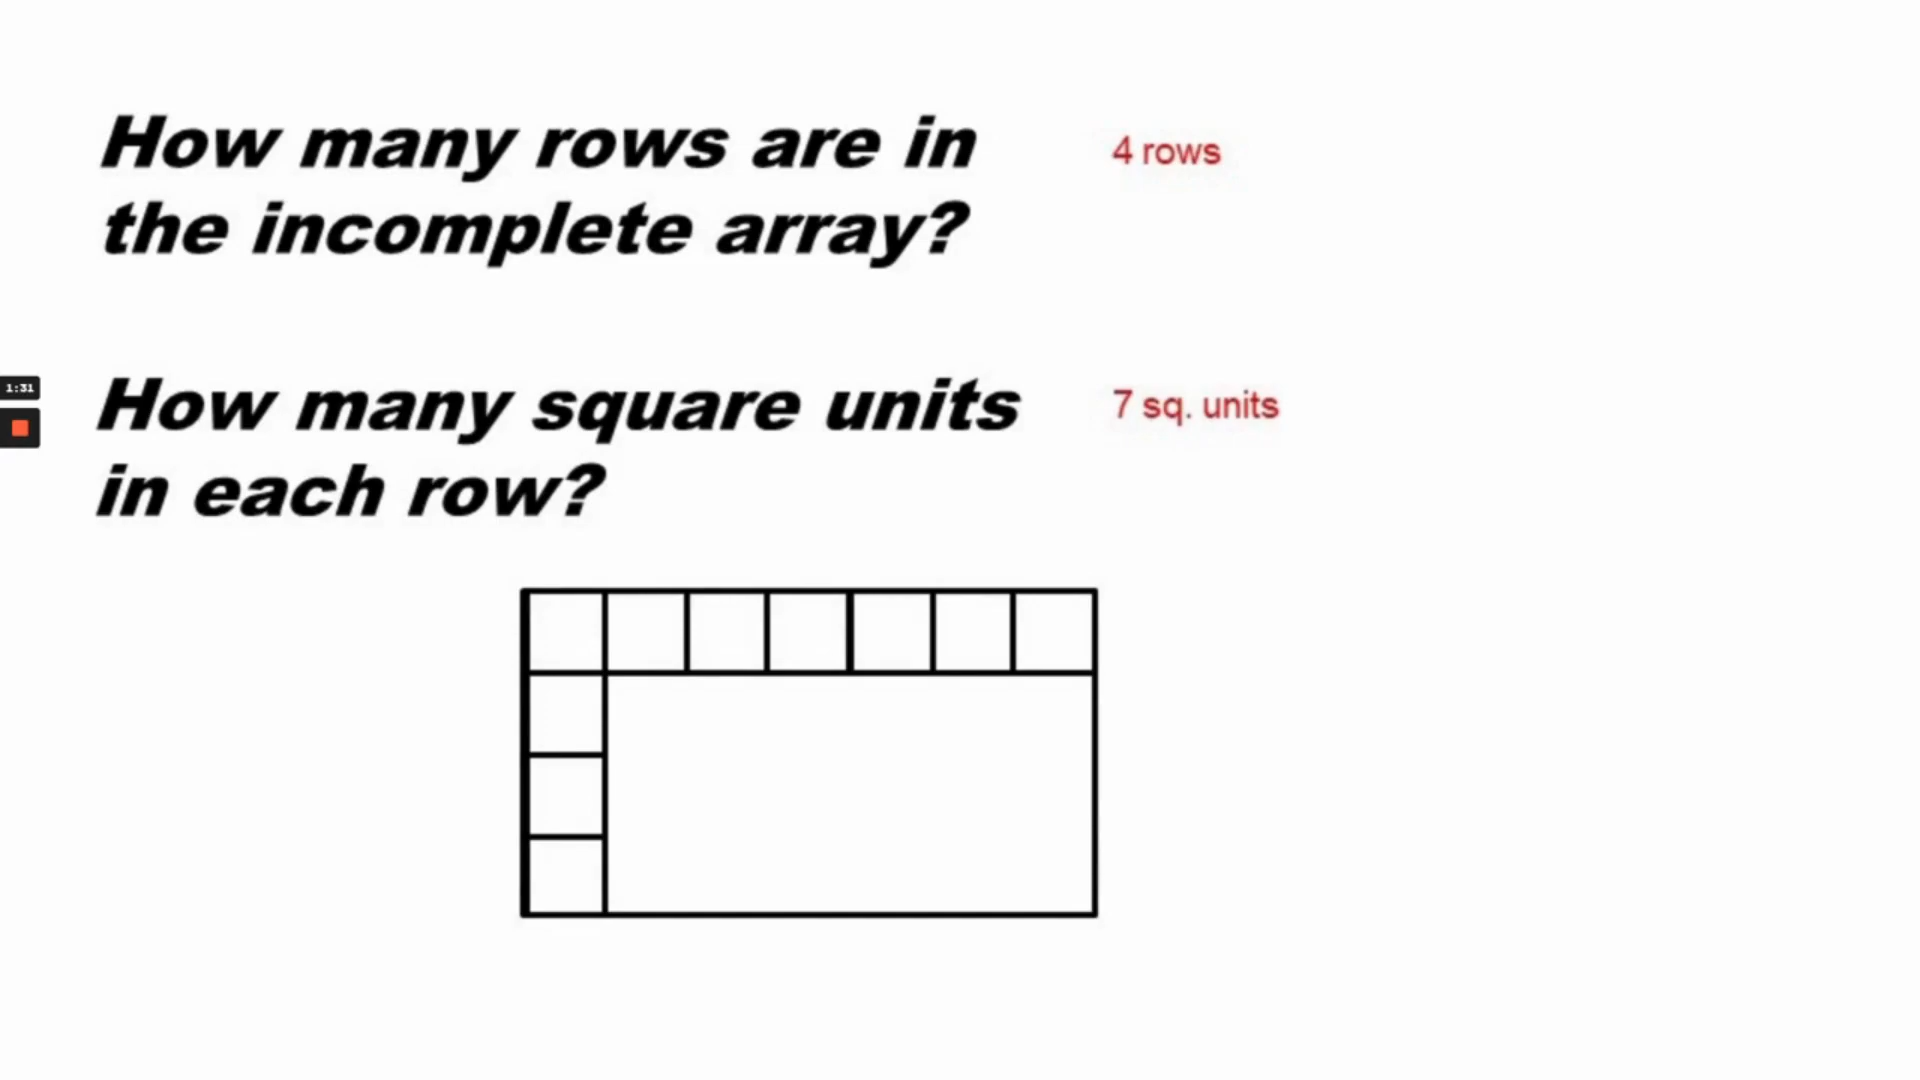 How many rows are in
the incomplete array?
4 rows
1:31
How many square units
in each row?
7 sq. units